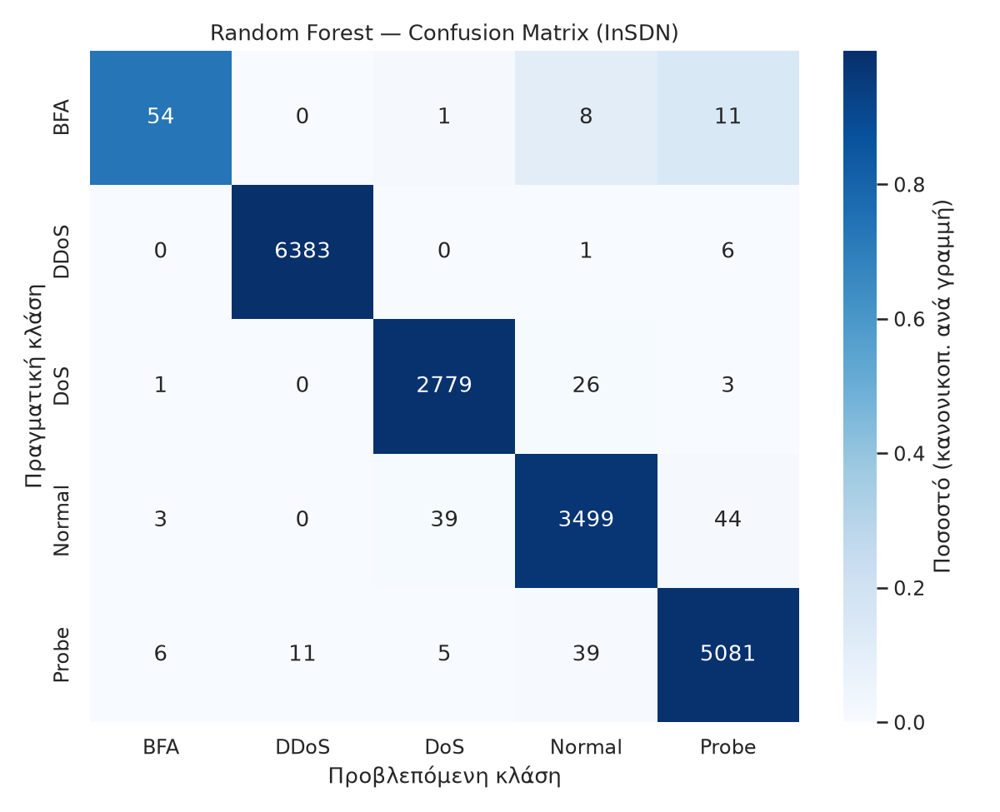 Random Forest — Confusion Matrix (InSDN)
Πραγματική κλάση
BFA
54 0 1 8 11
DDoS
0 6383 0 1 6
DoS
1 0 2779 26 3
Normal
3 0 39 3499 44
Probe
6 11 5 39 5081
BFA DDoS DoS Normal Probe
Προβλεπόμενη κλάση
0.8
0.6
0.4
0.2
0.0
Ποσοστό (κανονικοπ. ανά γραμμή)